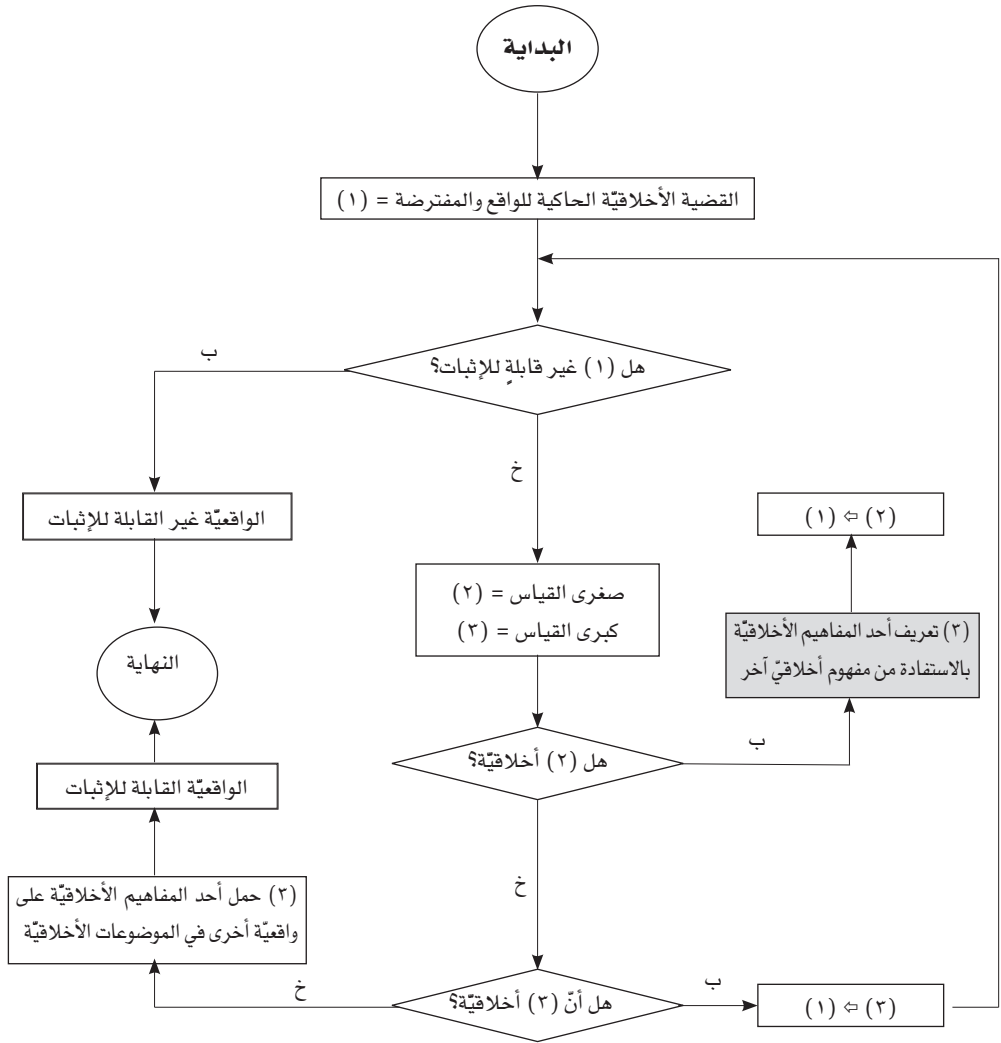 البداية
القضية الأخلاقيّة الحاكية للواقع والمفترضة = (١)
هل (١) غير قابلةٍ للإثبات؟
ب
خ
الواقعيّة غير القابلة للإثبات
النهاية
صغرى القياس = (٢)
كبرى القياس = (٣)
(٢) ⇦ (١)
(٣) تعريف أحد المفاهيم الأخلاقيّة
بالاستفادة من مفهوم أخلاقيّ آخر
هل (٢) أخلاقيّة؟
ب
خ
الواقعيّة القابلة للإثبات
(٣) حمل أحد المفاهيم الأخلاقيّة على
واقعيّة أخرى في الموضوعات الأخلاقيّة
هل أنّ (٣) أخلاقيّة؟
ب
خ
(٣) ⇦ (١)